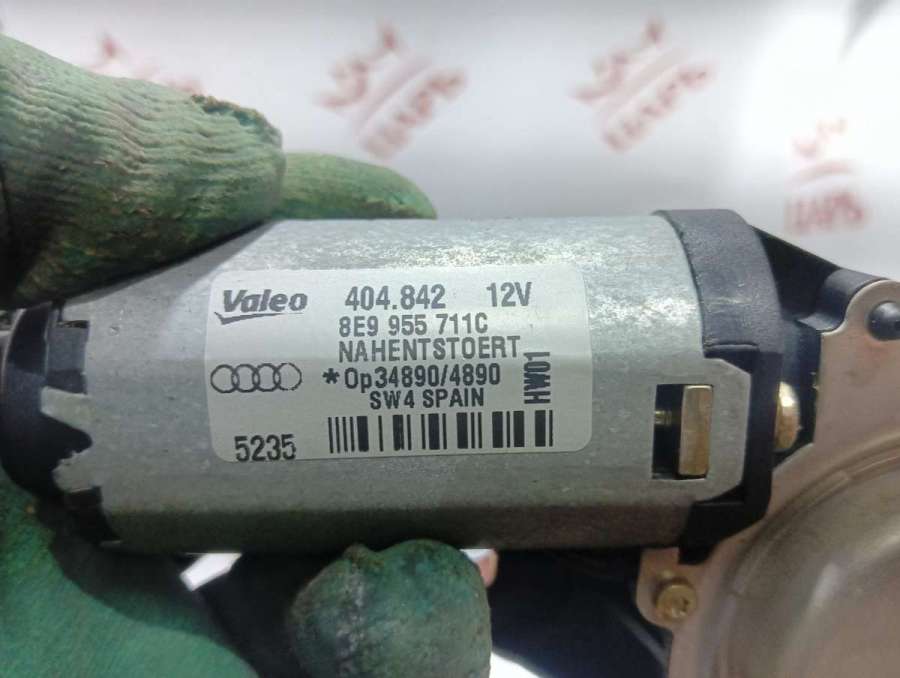 Valeo 404.842 12V
8E9 955 711C
NAHENTSTOERT
*Op34890/4890
SW4 SPAIN
HW01
5235